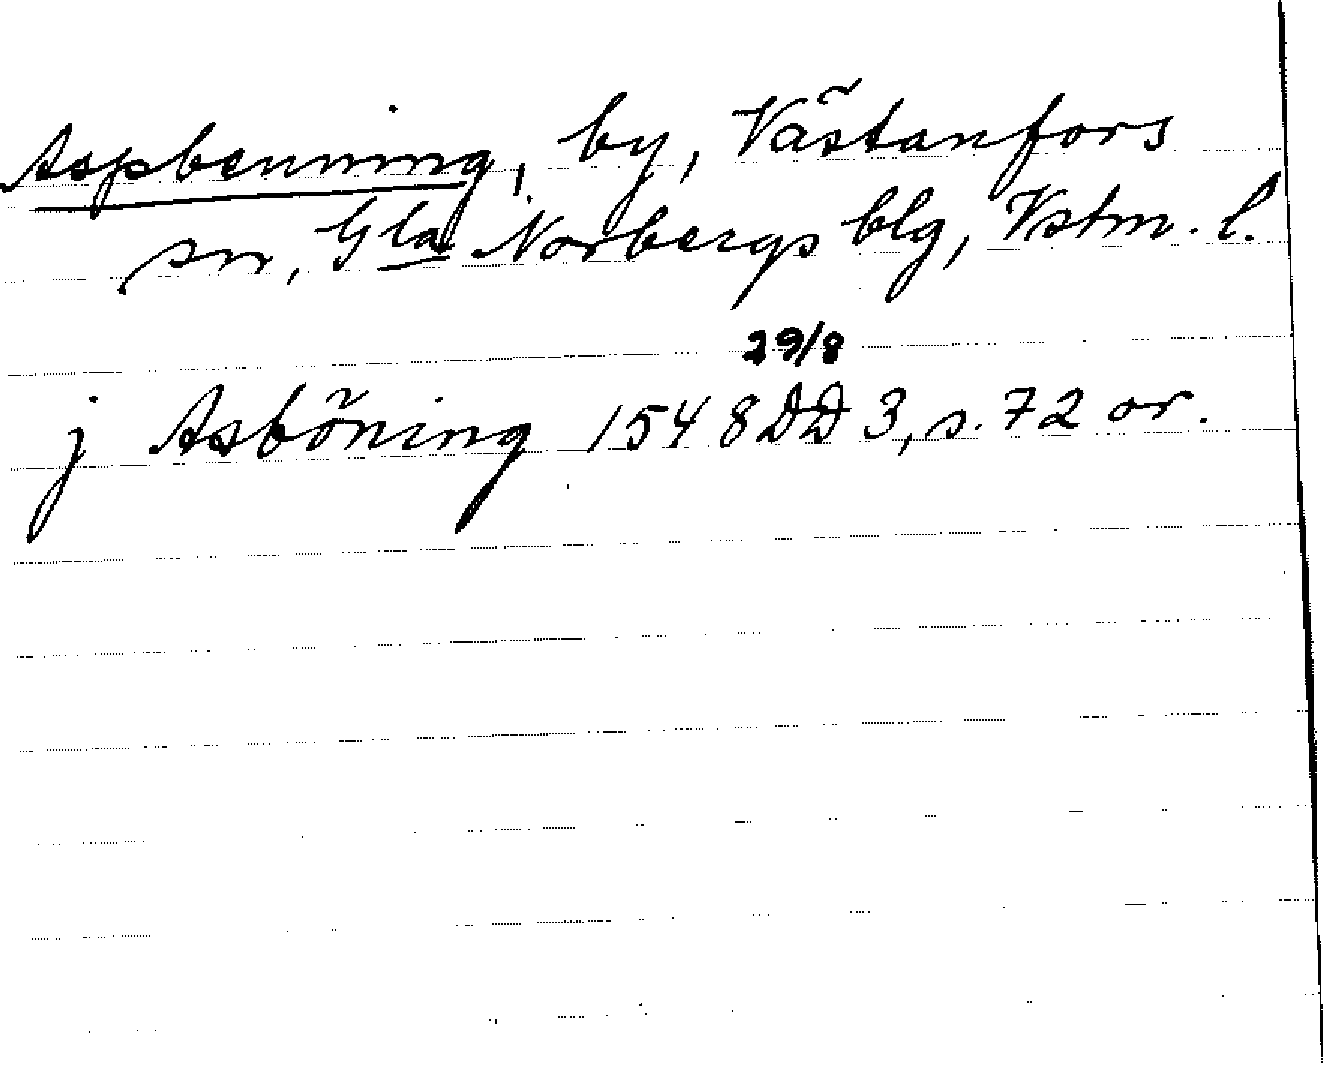 Aspbenning, by, Västanfors
sn, Gla Norbergs blg, Vstm. l.
29/8
j Asböning 1548 DD 3, s. 72 or.